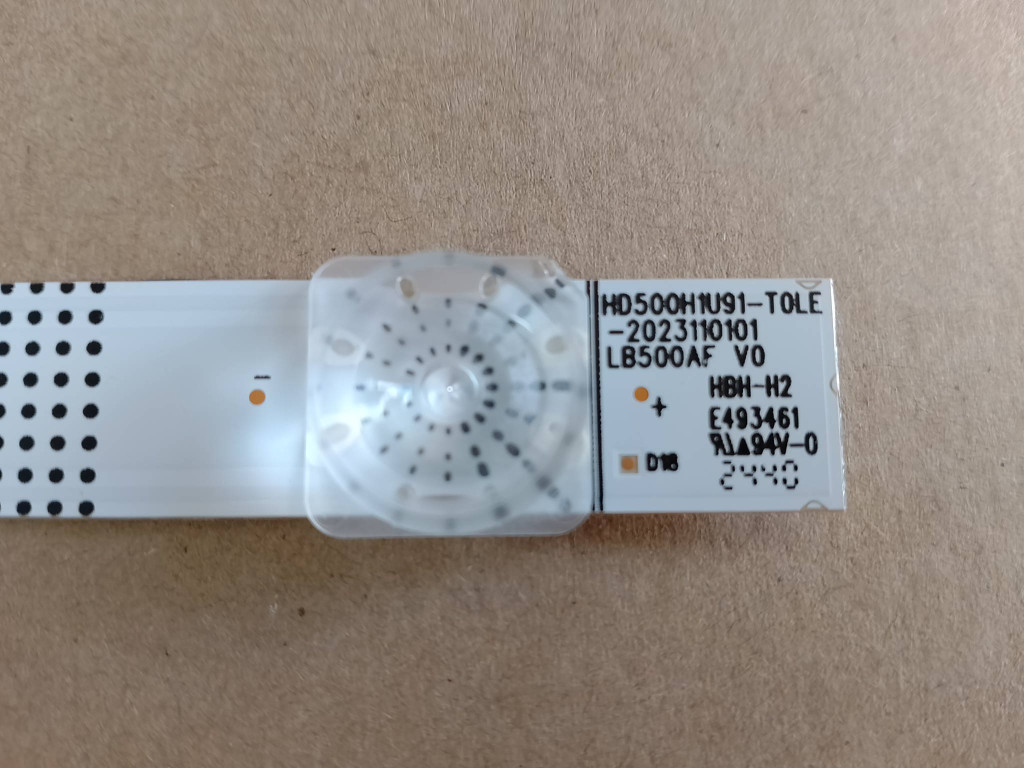 HD500H1U91-T0LE
-2023110101
LB500AF V0
HBH-H2
E493461
94V-0
D18
2440